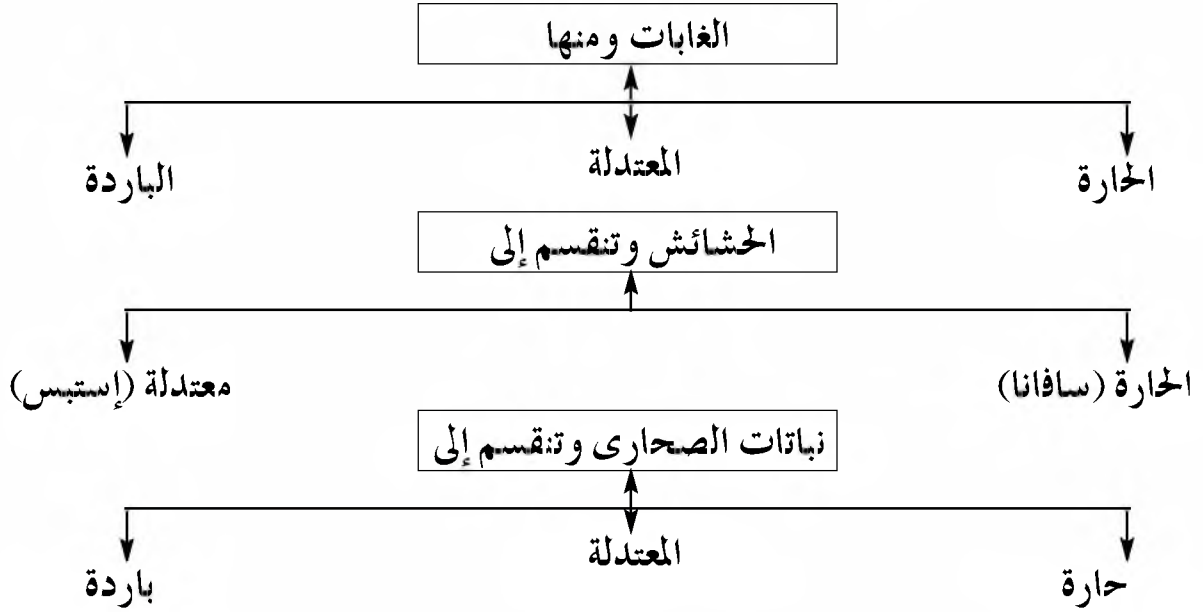 الغابات ومنها
الحارة المعتدلة الباردة
الحشائش وتنقسم إلى
الحارة (سافانا) معتدلة (إستبس)
نباتات الصحارى وتنقسم إلى
حارة المعتدلة باردة